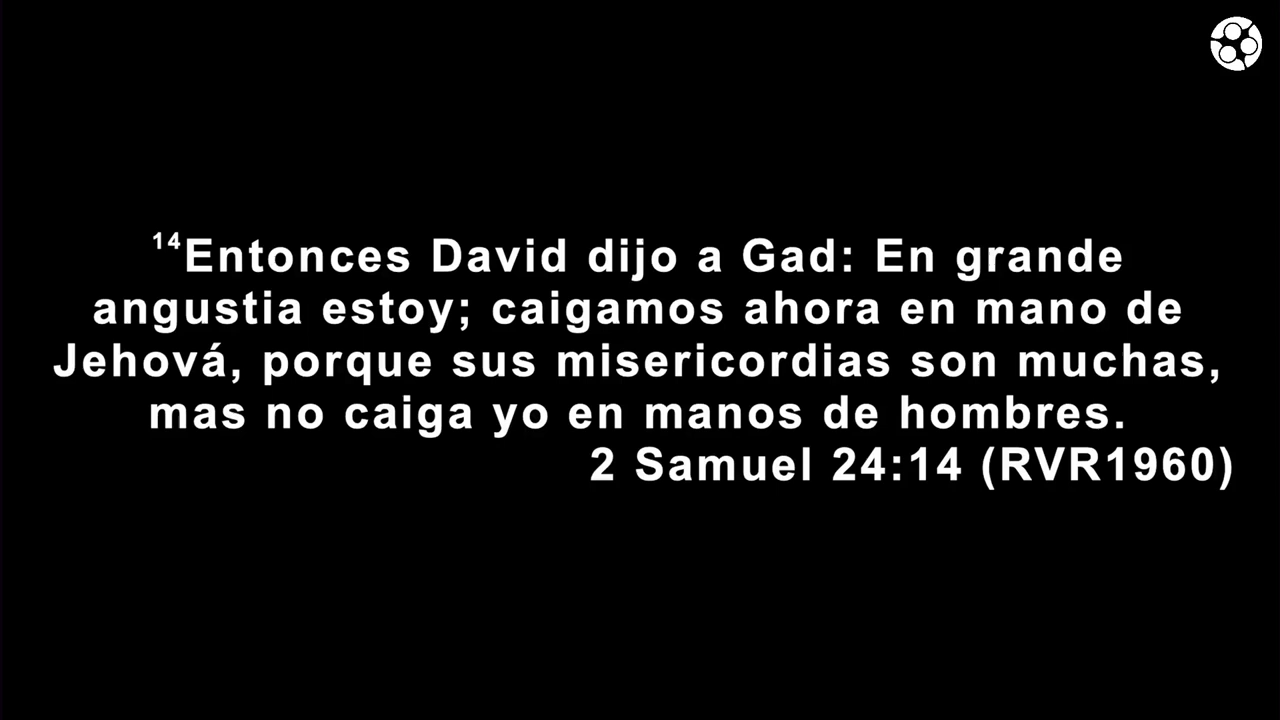 14Entonces David dijo a Gad: En grande
angustia estoy; caigamos ahora en mano de
Jehová, porque sus misericordias son muchas,
mas no caiga yo en manos de hombres.
2 Samuel 24:14 (RVR1960)